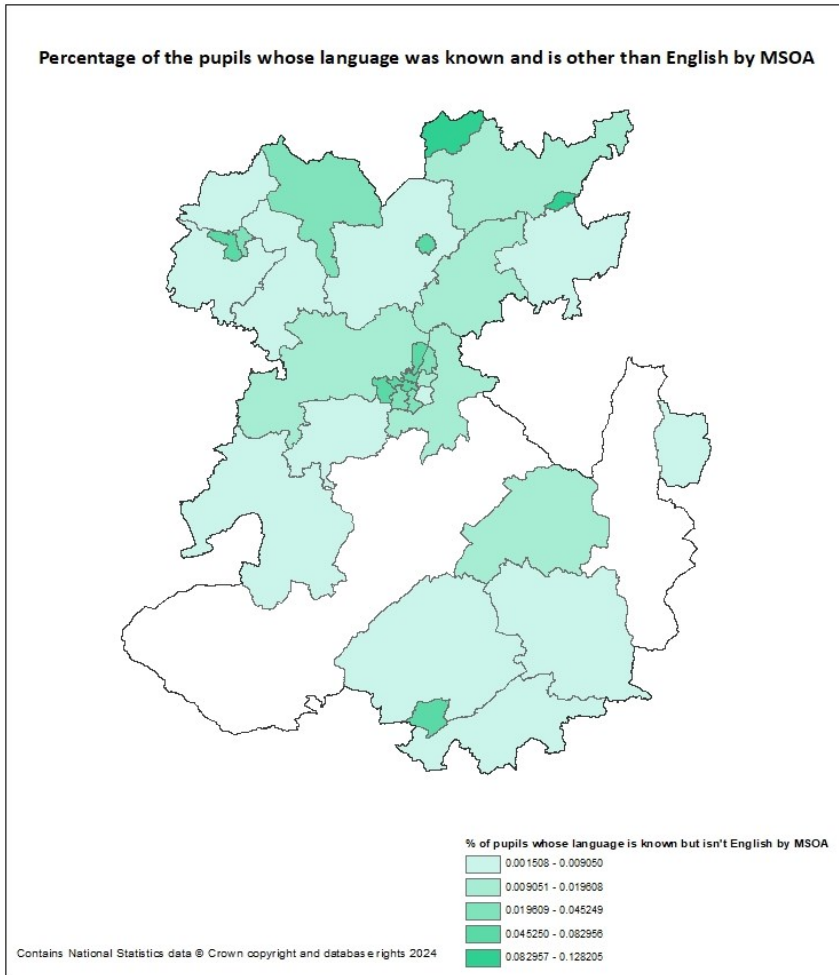 Percentage of the pupils whose language was known and is other than English by MSOA
% of pupils whose language is known but isn't English by MSOA
0.001508 - 0.009050
0.009051 - 0.019608
0.019609 - 0.045249
0.045250 - 0.082956
0.082957 - 0.128205
Contains National Statistics data © Crown copyright and database rights 2024